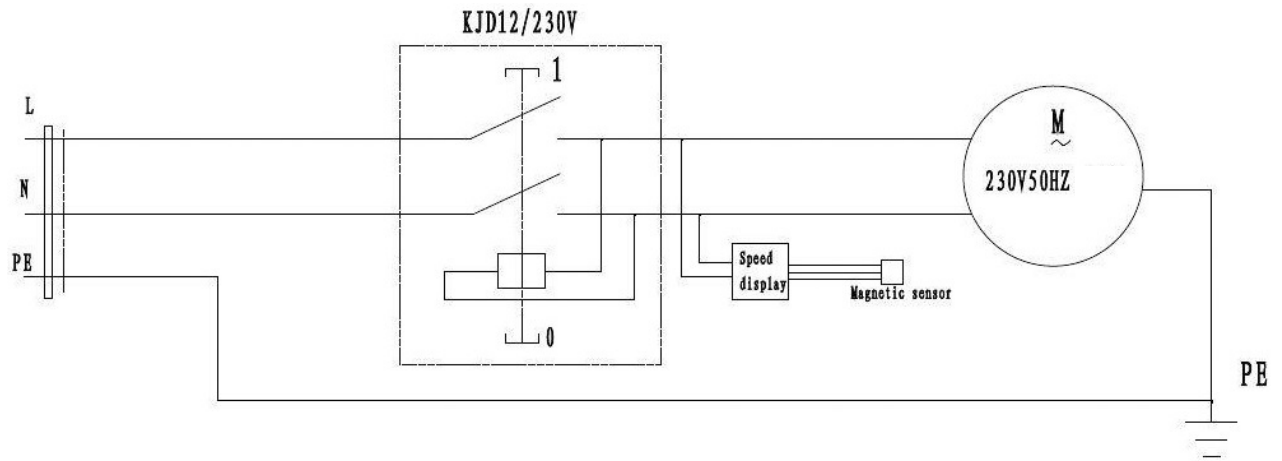 KJD12/230V
1
L
M
~
N
230V50HZ
PE
Speed
display
Magnetic sensor
0
PE